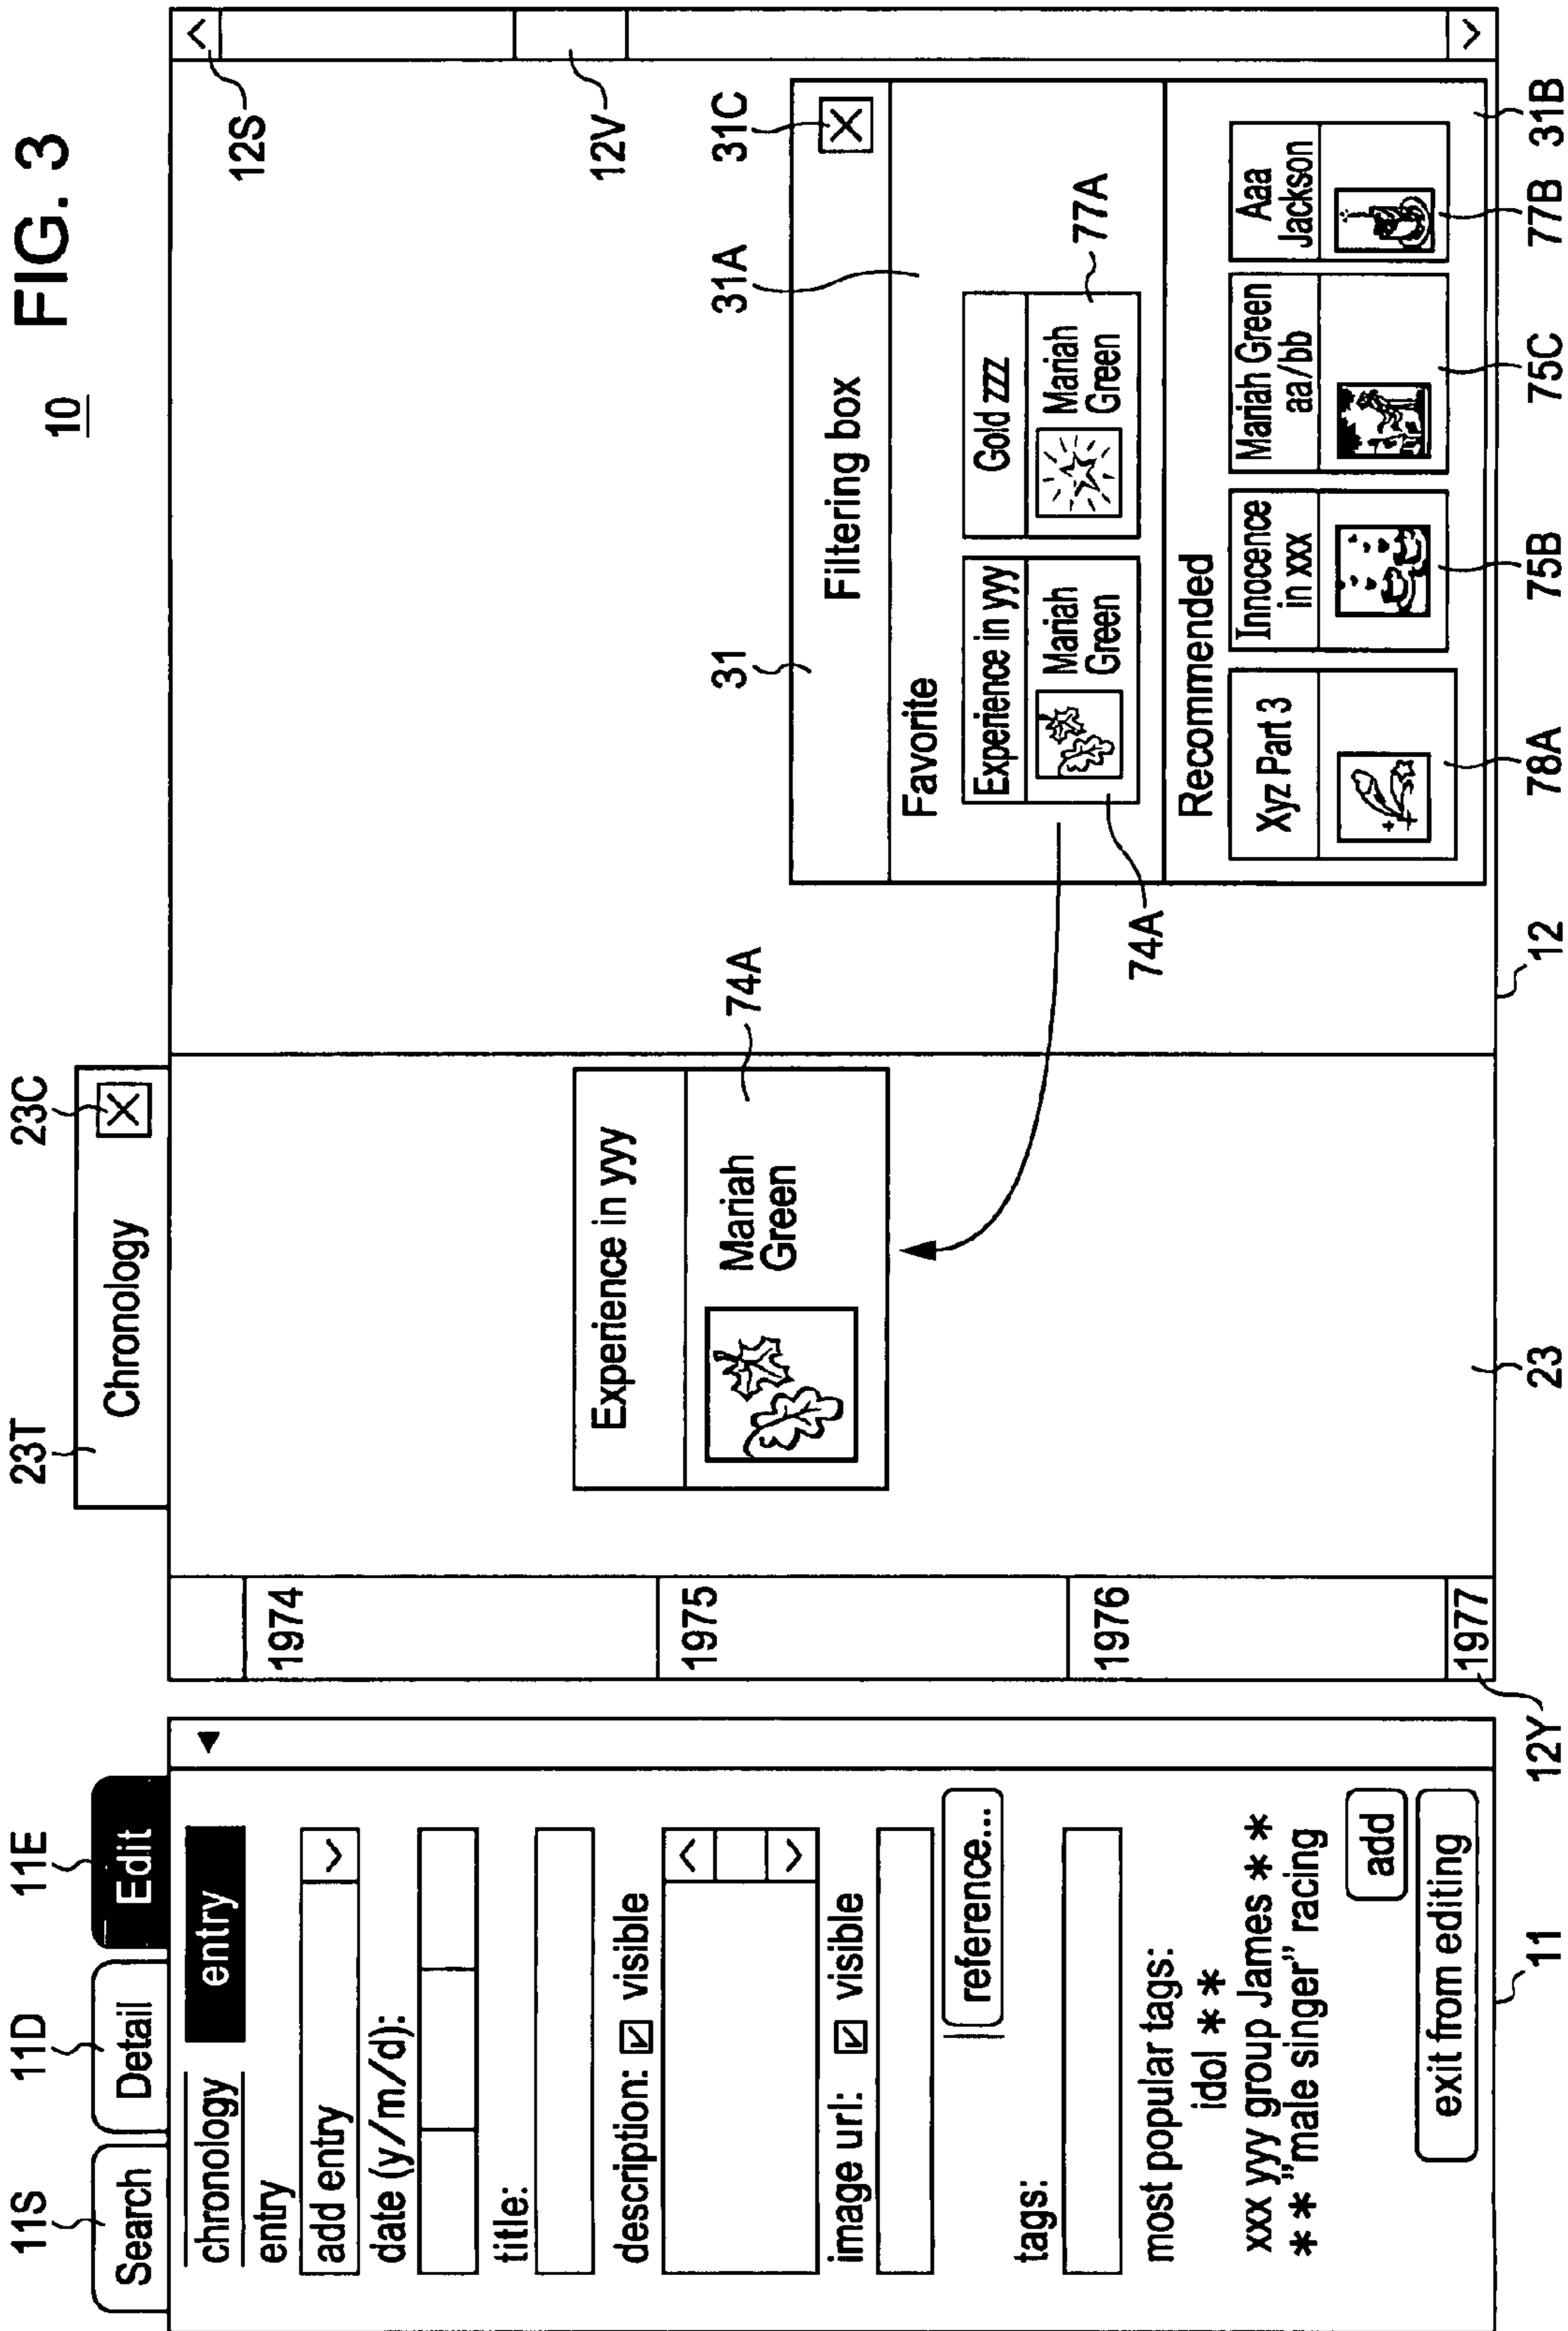 10
FIG. 3
11S
11D
11E
Search
Detail
Edit
chronology
entry
entry
add entry
date (y/m/d):
title:
description: ☑ visible
image url: ☑ visible
reference...
tags:
most popular tags:
idol * *
xxx yyy group James * * *
* * "male singer" racing
add
exit from editing
11
12Y
23T
23C
Chronology
1974
1975
1976
1977
Experience in yyy
Mariah
Green
74A
23
12
12S
12V
31
31A
31C
Filtering box
Favorite
Experience in yyy
Mariah
Green
74A
Gold zzz
Mariah
Green
77A
Recommended
Xyz Part 3
Innocence
in xxx
Mariah Green
aa/bb
Aaa
Jackson
78A
75B
75C
77B
31B